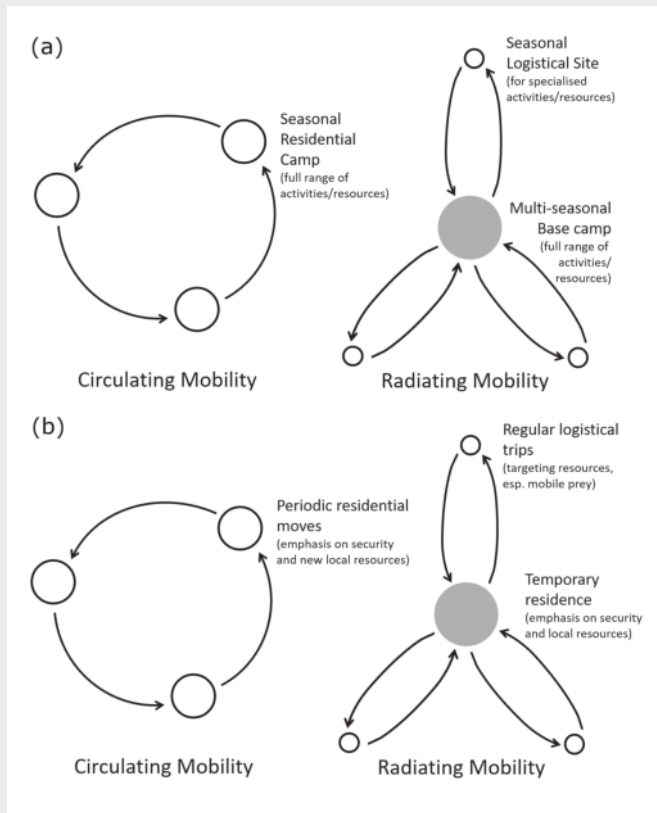 (a)
Seasonal
Logistical Site
(for specialised
activities/resources)
Seasonal
Residential
Camp
(full range of
activities/resources)
Multi-seasonal
Base camp
(full range of
activities/
resources)
Circulating Mobility
Radiating Mobility
(b)
Regular logistical
trips
(targeting resources,
esp. mobile prey)
Periodic residential
moves
(emphasis on security
and new local resources)
Temporary
residence
(emphasis on security
and local resources)
Circulating Mobility
Radiating Mobility